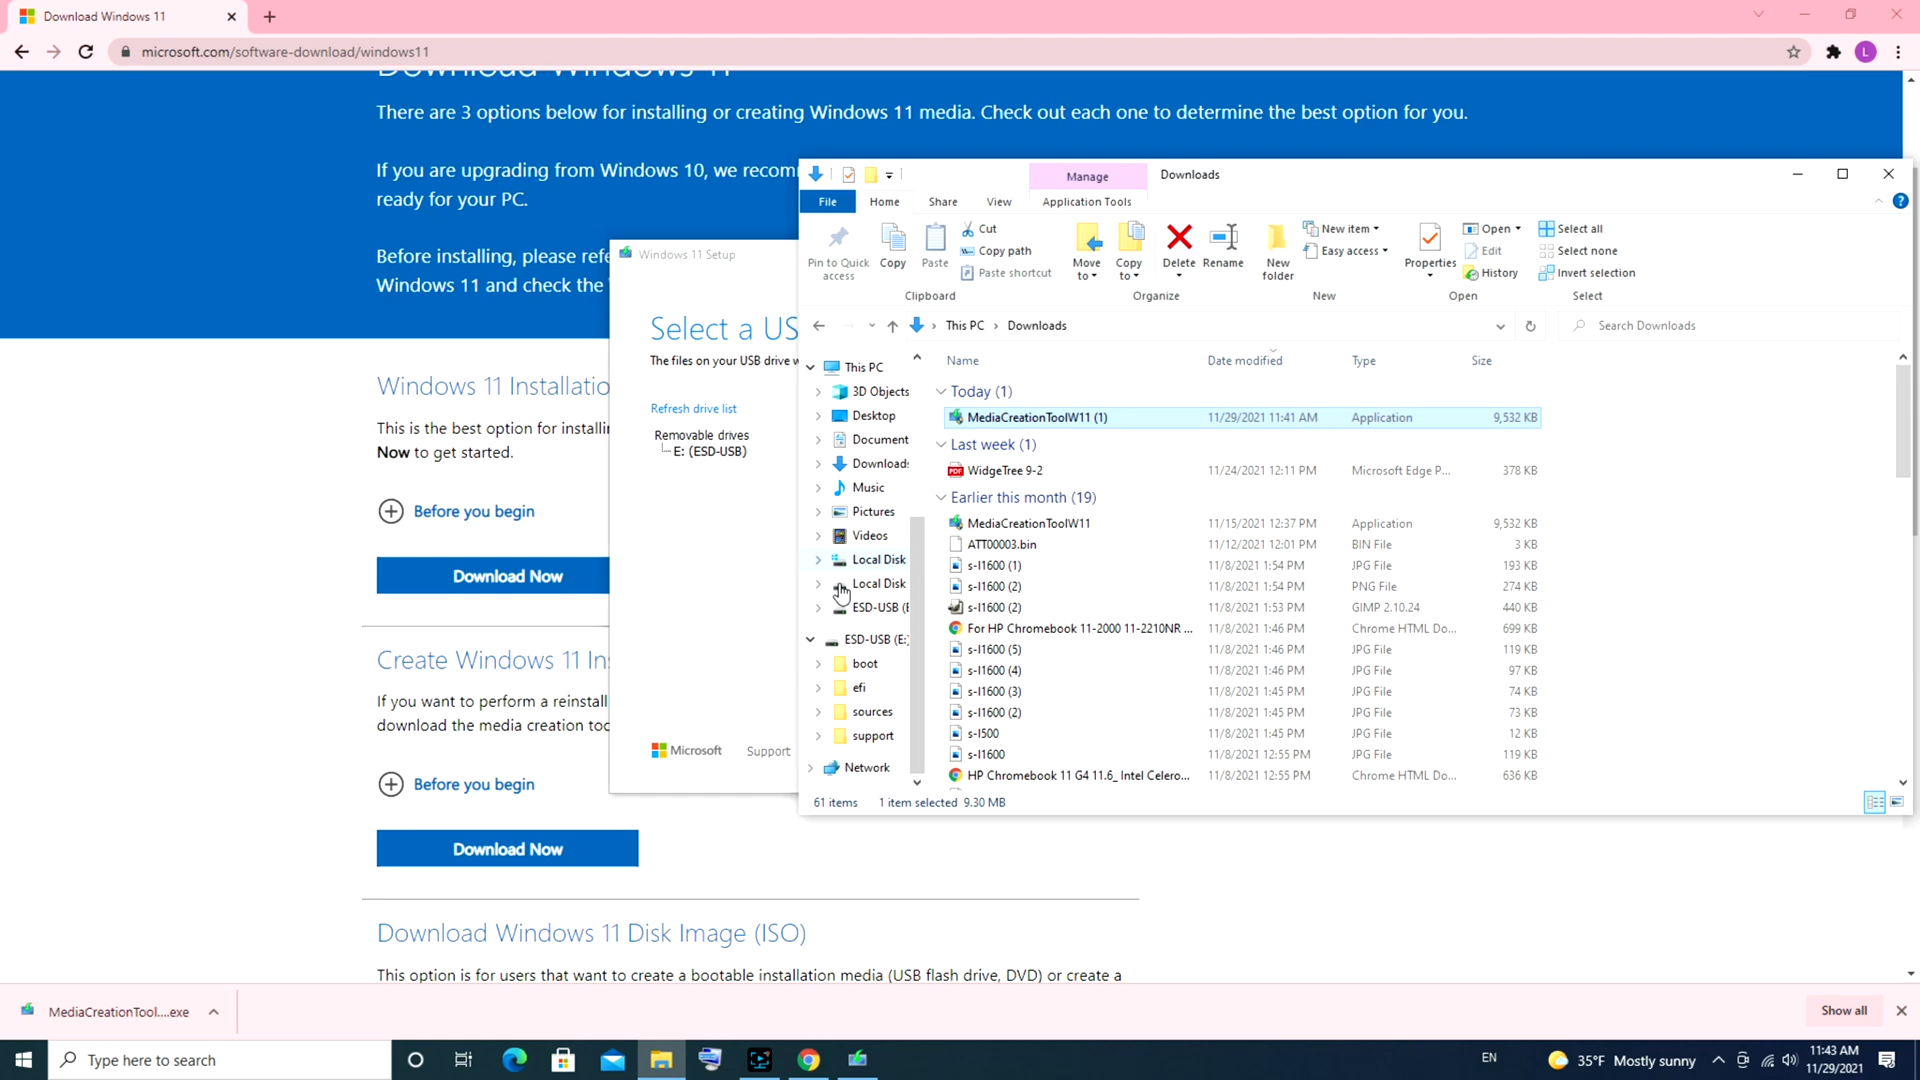 Download Windows 11
microsoft.com/software-download/windows11
L
Download Windows 11
There are 3 options below for installing or creating Windows 11 media. Check out each one to determine the best option for you.
If you are upgrading from Windows 10, we recom
ready for your PC.
Before installing, please refe
Windows 11 and check the
Windows 11 Installatio
This is the best option for installi
Now to get started.
Before you begin
Download Now
Create Windows 11 Ins
If you want to perform a reinstall
download the media creation too
Before you begin
Download Now
Download Windows 11 Disk Image (ISO)
This option is for users that want to create a bootable installation media (USB flash drive, DVD) or create a
Windows 11 Setup
Select a US
The files on your USB drive w
Refresh drive list
Removable drives
E: (ESD-USB)
Microsoft Support
Manage Downloads
File Home Share View Application Tools
Pin to Quick access
Copy
Paste
Cut
Copy path
Paste shortcut
Clipboard
Move to
Copy to
Delete
Rename
Organize
New folder
New item
Easy access
New
Properties
Open
Edit
History
Open
Select all
Select none
Invert selection
Select
This PC Downloads
Search Downloads
This PC
3D Objects
Desktop
Document
Downloads
Music
Pictures
Videos
Local Disk
Local Disk
ESD-USB (E
ESD-USB (E:)
boot
efi
sources
support
Network
Name Date modified Type Size
Today (1)
MediaCreationToolW11 (1) 11/29/2021 11:41 AM Application 9,532 KB
Last week (1)
PDF WidgeTree 9-2 11/24/2021 12:11 PM Microsoft Edge P... 378 KB
Earlier this month (19)
MediaCreationToolW11 11/15/2021 12:37 PM Application 9,532 KB
ATT00003.bin 11/12/2021 12:01 PM BIN File 3 KB
s-l1600 (1) 11/8/2021 1:54 PM JPG File 193 KB
s-l1600 (2) 11/8/2021 1:54 PM PNG File 274 KB
s-l1600 (2) 11/8/2021 1:53 PM GIMP 2.10.24 440 KB
For HP Chromebook 11-2000 11-2210NR ... 11/8/2021 1:46 PM Chrome HTML Do... 699 KB
s-l1600 (5) 11/8/2021 1:46 PM JPG File 119 KB
s-l1600 (4) 11/8/2021 1:46 PM JPG File 97 KB
s-l1600 (3) 11/8/2021 1:45 PM JPG File 74 KB
s-l1600 (2) 11/8/2021 1:45 PM JPG File 73 KB
s-l500 11/8/2021 1:45 PM JPG File 12 KB
s-l1600 11/8/2021 12:55 PM JPG File 119 KB
HP Chromebook 11 G4 11.6_ Intel Celero... 11/8/2021 12:55 PM Chrome HTML Do... 636 KB
61 items 1 item selected 9.30 MB
MediaCreationTool....exe
Show all
Type here to search
EN
35°F Mostly sunny
11:43 AM
11/29/2021